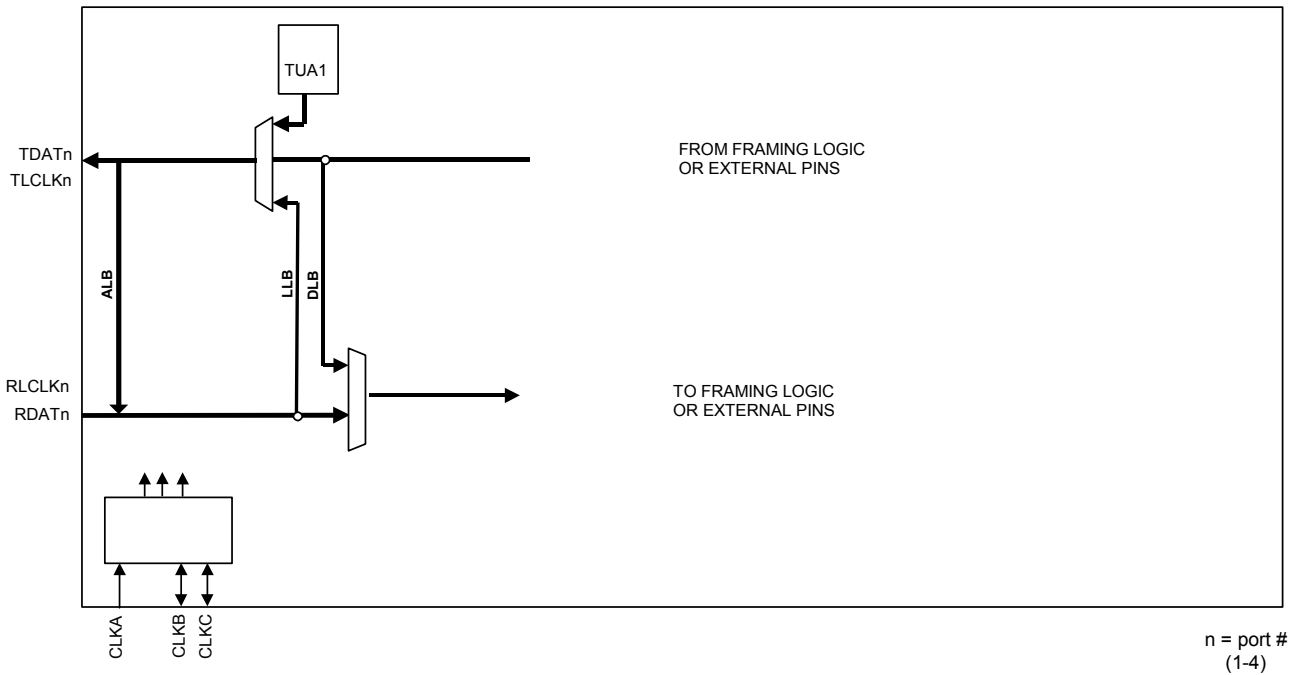 TUA1
TDATn
TLCLKn
FROM FRAMING LOGIC
OR EXTERNAL PINS
ALB
LLB
DLB
RLCLKn
RDATn
TO FRAMING LOGIC
OR EXTERNAL PINS
CLKA
CLKB
CLKC
n = port #
(1-4)